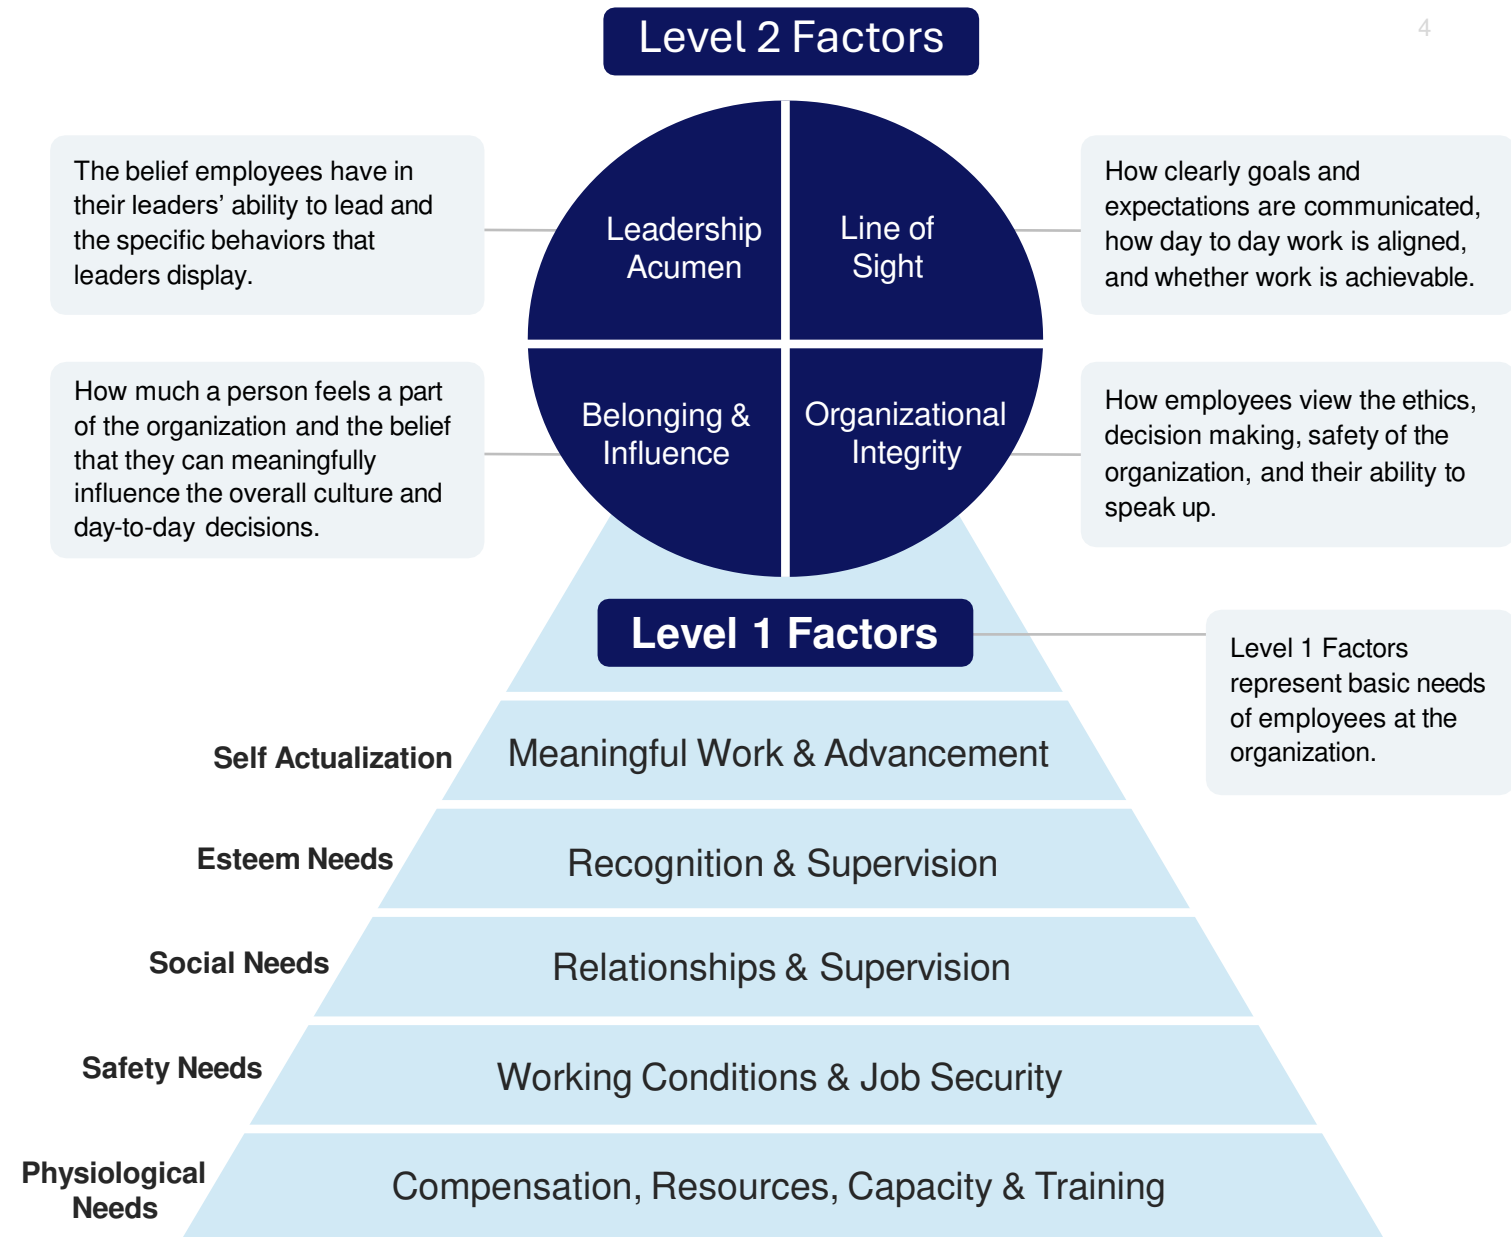 4
Level 2 Factors
The belief employees have in
their leaders’ ability to lead and
the specific behaviors that
leaders display.
Leadership
Acumen
Line of
Sight
How clearly goals and
expectations are communicated,
how day to day work is aligned,
and whether work is achievable.
How much a person feels a part
of the organization and the belief
that they can meaningfully
influence the overall culture and
day-to-day decisions.
Belonging &
Influence
Organizational
Integrity
How employees view the ethics,
decision making, safety of the
organization, and their ability to
speak up.
Level 1 Factors
Level 1 Factors
represent basic needs
of employees at the
organization.
Self Actualization
Meaningful Work & Advancement
Esteem Needs
Recognition & Supervision
Social Needs
Relationships & Supervision
Safety Needs
Working Conditions & Job Security
Physiological
Needs
Compensation, Resources, Capacity & Training